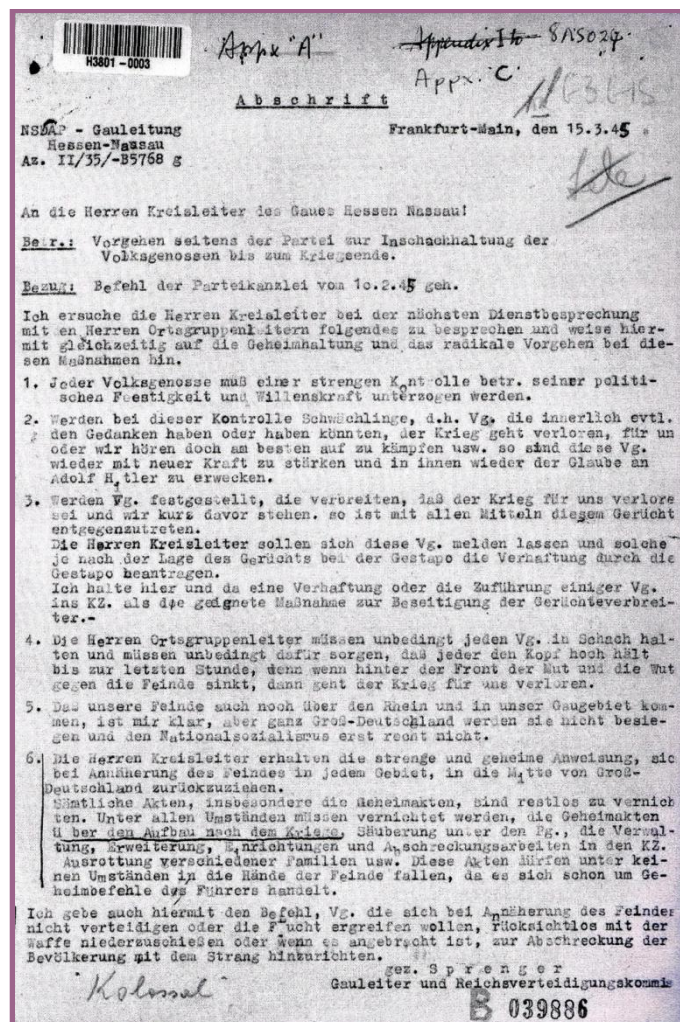 H3801-0003
Appx "A"
Appendix I to 8AS024.
Appx. C
Abschrift
NSDAP - Gauleitung
Frankfurt-Main, den 15.3.45.
Hessen-Nassau
Az. II/35/-B5768 g
An die Herren Kreisleiter des Gaues Hessen Nassau!
Betr.: Vorgehen seitens der Partei zur Inschachhaltung der
Volksgenossen bis zum Kriegsende.
Bezug: Befehl der Parteikanzlei vom 1o.2.45 geh.
Ich ersuche die Herren Kreisleiter bei der nächsten Dienstbesprechung
mit en Herren Ortsgruppenleitern folgendes zu besprechen und weise hier-
mit gleichzeitig auf die Geheimhaltung und das radikale Vorgehen bei die-
sen Maßnahmen hin.
1. Jeder Volksgenosse muß einer strengen Kontrolle betr. seiner politi-
schen Feestigkeit und Willenskraft unterzogen werden.
2. Werden bei dieser Kontrolle Schwächlinge, d.h. Vg. die innerlich evtl.
den Gedanken haben oder haben könnten, der Krieg geht verloren, für un
oder wir hören doch am besten auf zu kämpfen usw. so sind diese Vg.
wieder mit neuer Kraft zu stärken und in ihnen wieder der Glaube an
Adolf Hitler zu erwecken.
3. Werden Vg. festgestellt, die verbreiten, daß der Krieg für uns verlore
sei und wir kurz davor stehen. so ist mit allen Mitteln diesem Gerücht
entgegenzutreten.
Die Herren Kreisleiter sollen sich diese Vg. melden lassen und solche
je nach der Lage des Gerüchts bei der Gestapo die Verhaftung durch die
Gestapo beantragen.
Ich halte hier und da eine Verhaftung oder die Zuführung einiger Vg.
ins KZ. als die geignete Maßnahme zur Beseitigung der Gerüchteverbrei-
ter.-
4. Die Herren Ortsgruppenleiter müssen unbedingt jeden Vg. in Schach hal-
ten und müssen unbedingt dafür sorgen, daß jeder den Kopf hoch hält
bis zur letzten Stunde, denn wenn hinter der Front der Mut und die Wut
gegen die Feinde sinkt, dann geht der Krieg für uns verloren.
5. Das unsere Feinde auch noch über den Rhein und in unser Gaugebiet kom-
men, ist mir klar, aber ganz Groß-Deutschland werden sie nicht besie-
gen und den Nationalsozialismus erst recht nicht.
6. Die Herren Kreisleiter erhalten die strenge und geheime Anweisung, sic
bei Annäherung des Feindes in jedem Gebiet, in die Mitte von Groß-
Deutschland zurückzuziehen.
Sämtliche Akten, insbesondere die Geheimakten, sind restlos zu vernich
ten. Unter allen Umständen müssen vernichtet werden, die Geheimakten
ü ber den Aufbau nach dem Kriege, Säuberung unter den Pg., die Verwal-
tung, Erweiterung, Einrichtungen und Abschreckungsarbeiten in den KZ.
Ausrottung verschiedener Familien usw. Diese Akten dürfen unter kei-
nen Umständen in die Hände der Feinde fallen, da es sich schon um Ge-
heimbefehle des Führers handelt.
Ich gebe auch hiermit den Befehl, Vg. die sich bei Annäherung des Feindes
nicht verteidigen oder die Flucht ergreifen wollen, rücksichtlos mit der
Waffe niederzuschießen oder wenn es angebracht ist, zur Abschreckung der
Bevölkerung mit dem Strang hinzurichten.
gez. Sprenger
Gauleiter und Reichsverteidigungskommis
Kolossal
B 039886